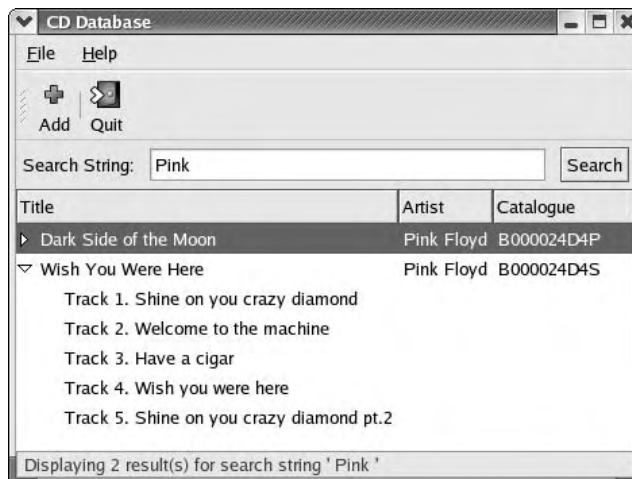 CD Database
File Help
Add Quit
Search String: Pink Search
Title Artist Catalogue
Dark Side of the Moon Pink Floyd B000024D4P
Wish You Were Here Pink Floyd B000024D4S
Track 1. Shine on you crazy diamond
Track 2. Welcome to the machine
Track 3. Have a cigar
Track 4. Wish you were here
Track 5. Shine on you crazy diamond pt.2
Displaying 2 result(s) for search string ' Pink '